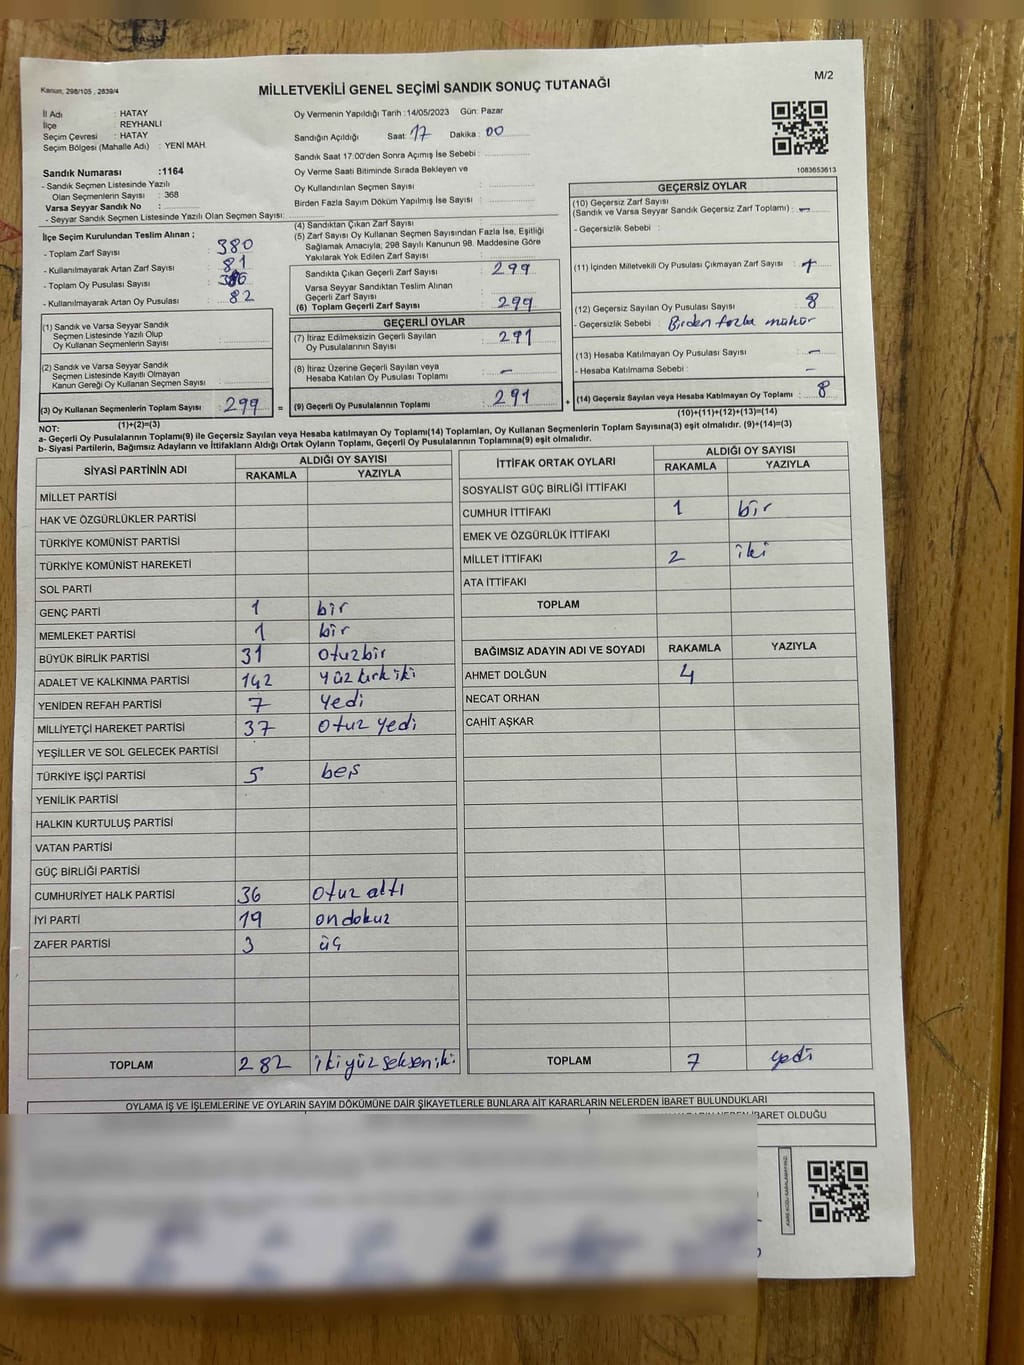 Kanun, 298/105 , 2839/4
MİLLETVEKİLİ GENEL SEÇİMİ SANDIK SONUÇ TUTANAĞI
M/2
İl Adı : HATAY
İlçe : REYHANLI
Seçim Çevresi : HATAY
Seçim Bölgesi (Mahalle Adı) : YENİ MAH.
Sandık Numarası :1164
- Sandık Seçmen Listesinde Yazılı
Olan Seçmenlerin Sayısı : 368
Varsa Seyyar Sandık No :
- Seyyar Sandık Seçmen Listesinde Yazılı Olan Seçmen Sayısı:
Oy Vermenin Yapıldığı Tarih :14/05/2023 Gün: Pazar
Sandığın Açıldığı Saat: 17 Dakika : 00
Sandık Saat 17:00'den Sonra Açımış İse Sebebi :
Oy Verme Saati Bitiminde Sırada Bekleyen ve
Oy Kullandırılan Seçmen Sayısı :
Birden Fazla Sayım Döküm Yapılmış İse Sayısı :
1083653613
İlçe Seçim Kurulundan Teslim Alınan ;
- Toplam Zarf Sayısı : 380
- Kullanılmayarak Artan Zarf Sayısı : 81
- Toplam Oy Pusulası Sayısı :
- Kullanılmayarak Artan Oy Pusulası : 82
(1) Sandık ve Varsa Seyyar Sandık
Seçmen Listesinde Yazılı Olup
Oy Kullanan Seçmenlerin Sayısı :
(2) Sandık ve Varsa Seyyar Sandık
Seçmen Listesinde Kayıtlı Olmayan
Kanun Gereği Oy Kullanan Seçmen Sayısı :
(3) Oy Kullanan Seçmenlerin Toplam Sayısı : 299 =
(1)+(2)=(3)
(4) Sandıktan Çıkan Zarf Sayısı
(5) Zarf Sayısı Oy Kullanan Seçmen Sayısından Fazla İse, Eşitliği
Sağlamak Amacıyla; 298 Sayılı Kanunun 98. Maddesine Göre
Yakılarak Yok Edilen Zarf Sayısı :
Sandıkta Çıkan Geçerli Zarf Sayısı : 299
Varsa Seyyar Sandıktan Teslim Alınan
Geçerli Zarf Sayısı
(6) Toplam Geçerli Zarf Sayısı : 299
GEÇERLİ OYLAR
(7) İtiraz Edilmeksizin Geçerli Sayılan
Oy Pusulalarının Sayısı : 291
(8) İtiraz Üzerine Geçerli Sayılan veya
Hesaba Katılan Oy Pusulası Toplamı : -
(9) Geçerli Oy Pusulalarının Toplamı : 291 +
GEÇERSİZ OYLAR
(10) Geçersiz Zarf Sayısı
(Sandık ve Varsa Seyyar Sandık Geçersiz Zarf Toplamı) : -
- Geçersizlik Sebebi :
(11) İçinden Milletvekili Oy Pusulası Çıkmayan Zarf Sayısı :
(12) Geçersiz Sayılan Oy Pusulası Sayısı : 8
- Geçersizlik Sebebi : Birden fazla mühür
(13) Hesaba Katılmayan Oy Pusulası Sayısı : -
- Hesaba Katılmama Sebebi : -
(14) Geçersiz Sayılan veya Hesaba Katılmayan Oy Toplamı : 8
(10)+(11)+(12)+(13)=(14)
NOT:
a- Geçerli Oy Pusulalarının Toplamı(9) ile Geçersiz Sayılan veya Hesaba katılmayan Oy Toplamı(14) Toplamları, Oy Kullanan Seçmenlerin Toplam Sayısına(3) eşit olmalıdır. (9)+(14)=(3)
b- Siyasi Partilerin, Bağımsız Adayların ve İttifakların Aldığı Ortak Oyların Toplamı, Geçerli Oy Pusulalarının Toplamına(9) eşit olmalıdır.
SİYASİ PARTİNİN ADI ALDIĞI OY SAYISI
RAKAMLA YAZIYLA
MİLLET PARTİSİ
HAK VE ÖZGÜRLÜKLER PARTİSİ
TÜRKİYE KOMÜNİST PARTİSİ
TÜRKİYE KOMÜNİST HAREKETİ
SOL PARTİ
GENÇ PARTİ 1 bir
MEMLEKET PARTİSİ 1 bir
BÜYÜK BİRLİK PARTİSİ 31 otuzbir
ADALET VE KALKINMA PARTİSİ 142 yüz kırk iki
YENİDEN REFAH PARTİSİ 7 yedi
MİLLİYETÇİ HAREKET PARTİSİ 37 otuz yedi
YEŞİLLER VE SOL GELECEK PARTİSİ
TÜRKİYE İŞÇİ PARTİSİ 5 beş
YENİLİK PARTİSİ
HALKIN KURTULUŞ PARTİSİ
VATAN PARTİSİ
GÜÇ BİRLİĞİ PARTİSİ
CUMHURİYET HALK PARTİSİ 36 otuz altı
İYİ PARTİ 19 on dokuz
ZAFER PARTİSİ 3 üç
TOPLAM 282 iki yüz seksen iki
İTTİFAK ORTAK OYLARI ALDIĞI OY SAYISI
RAKAMLA YAZIYLA
SOSYALİST GÜÇ BİRLİĞİ İTTİFAKI
CUMHUR İTTİFAKI 1 bir
EMEK VE ÖZGÜRLÜK İTTİFAKI
MİLLET İTTİFAKI 2 iki
ATA İTTİFAKI
TOPLAM
BAĞIMSIZ ADAYIN ADI VE SOYADI RAKAMLA YAZIYLA
AHMET DOLĞUN 4
NECAT ORHAN
CAHİT AŞKAR
TOPLAM 7 yedi
OYLAMA İŞ VE İŞLEMLERİNE VE OYLARIN SAYIM DÖKÜMÜNE DAİR ŞİKAYETLERLE BUNLARA AİT KARARLARIN NELERDEN İBARET BULUNDUKLARI
İBARET OLDUĞU